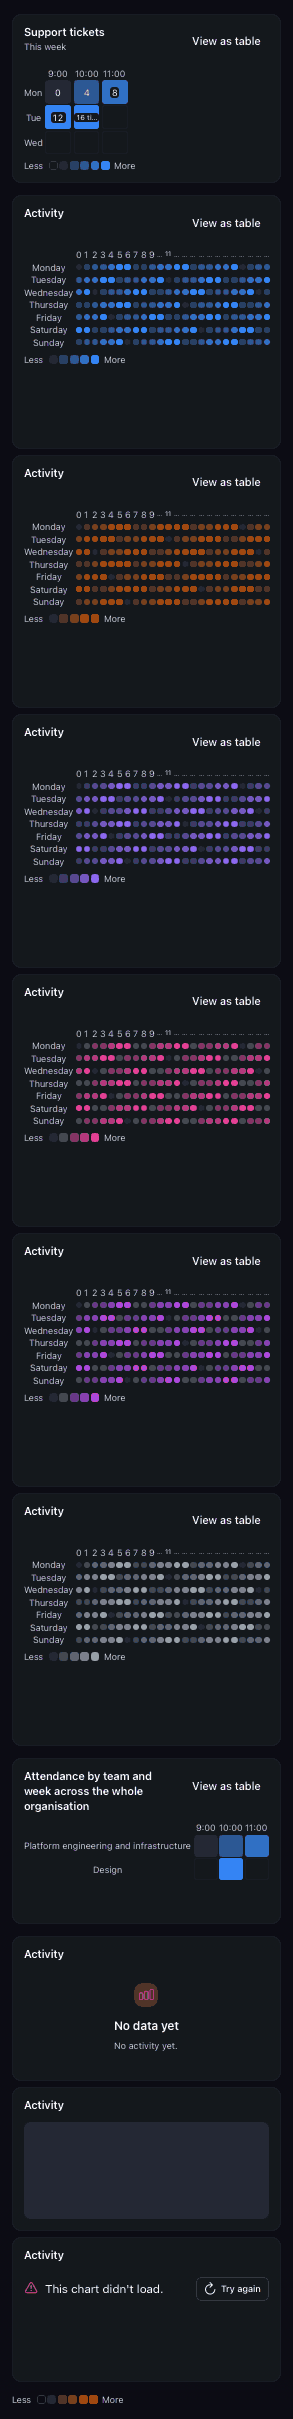 Support tickets
This week
View as table
9:00 10:00 11:00
Mon 0 4 8
Tue 12 16 ti...
Wed
Less More
Activity
View as table
0 1 2 3 4 5 6 7 8 9 ... 11 ... ... ... ... ... ... ... ... ... ... ... ...
Monday
Tuesday
Wednesday
Thursday
Friday
Saturday
Sunday
Less More
Activity
View as table
0 1 2 3 4 5 6 7 8 9 ... 11 ... ... ... ... ... ... ... ... ... ... ... ...
Monday
Tuesday
Wednesday
Thursday
Friday
Saturday
Sunday
Less More
Activity
View as table
0 1 2 3 4 5 6 7 8 9 ... 11 ... ... ... ... ... ... ... ... ... ... ... ...
Monday
Tuesday
Wednesday
Thursday
Friday
Saturday
Sunday
Less More
Activity
View as table
0 1 2 3 4 5 6 7 8 9 ... 11 ... ... ... ... ... ... ... ... ... ... ... ...
Monday
Tuesday
Wednesday
Thursday
Friday
Saturday
Sunday
Less More
Activity
View as table
0 1 2 3 4 5 6 7 8 9 ... 11 ... ... ... ... ... ... ... ... ... ... ... ...
Monday
Tuesday
Wednesday
Thursday
Friday
Saturday
Sunday
Less More
Activity
View as table
0 1 2 3 4 5 6 7 8 9 ... 11 ... ... ... ... ... ... ... ... ... ... ... ...
Monday
Tuesday
Wednesday
Thursday
Friday
Saturday
Sunday
Less More
Attendance by team and
week across the whole
organisation
View as table
9:00 10:00 11:00
Platform engineering and infrastructure
Design
Activity
No data yet
No activity yet.
Activity
Activity
This chart didn't load.
Try again
Less More